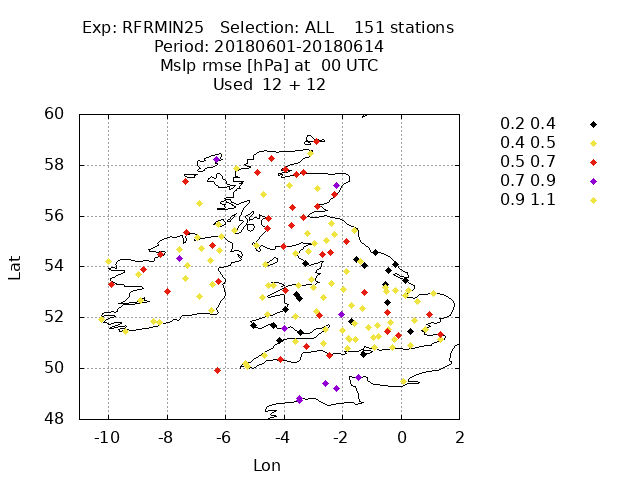 Exp: RFRMIN25   Selection: ALL    151 stations
Period: 20180601-20180614
Mslp rmse [hPa] at  00 UTC
Used  12 + 12
60
58
56
54
52
50
48
Lat
-10 -8 -6 -4 -2 0 2
Lon
0.2 0.4
0.4 0.5
0.5 0.7
0.7 0.9
0.9 1.1